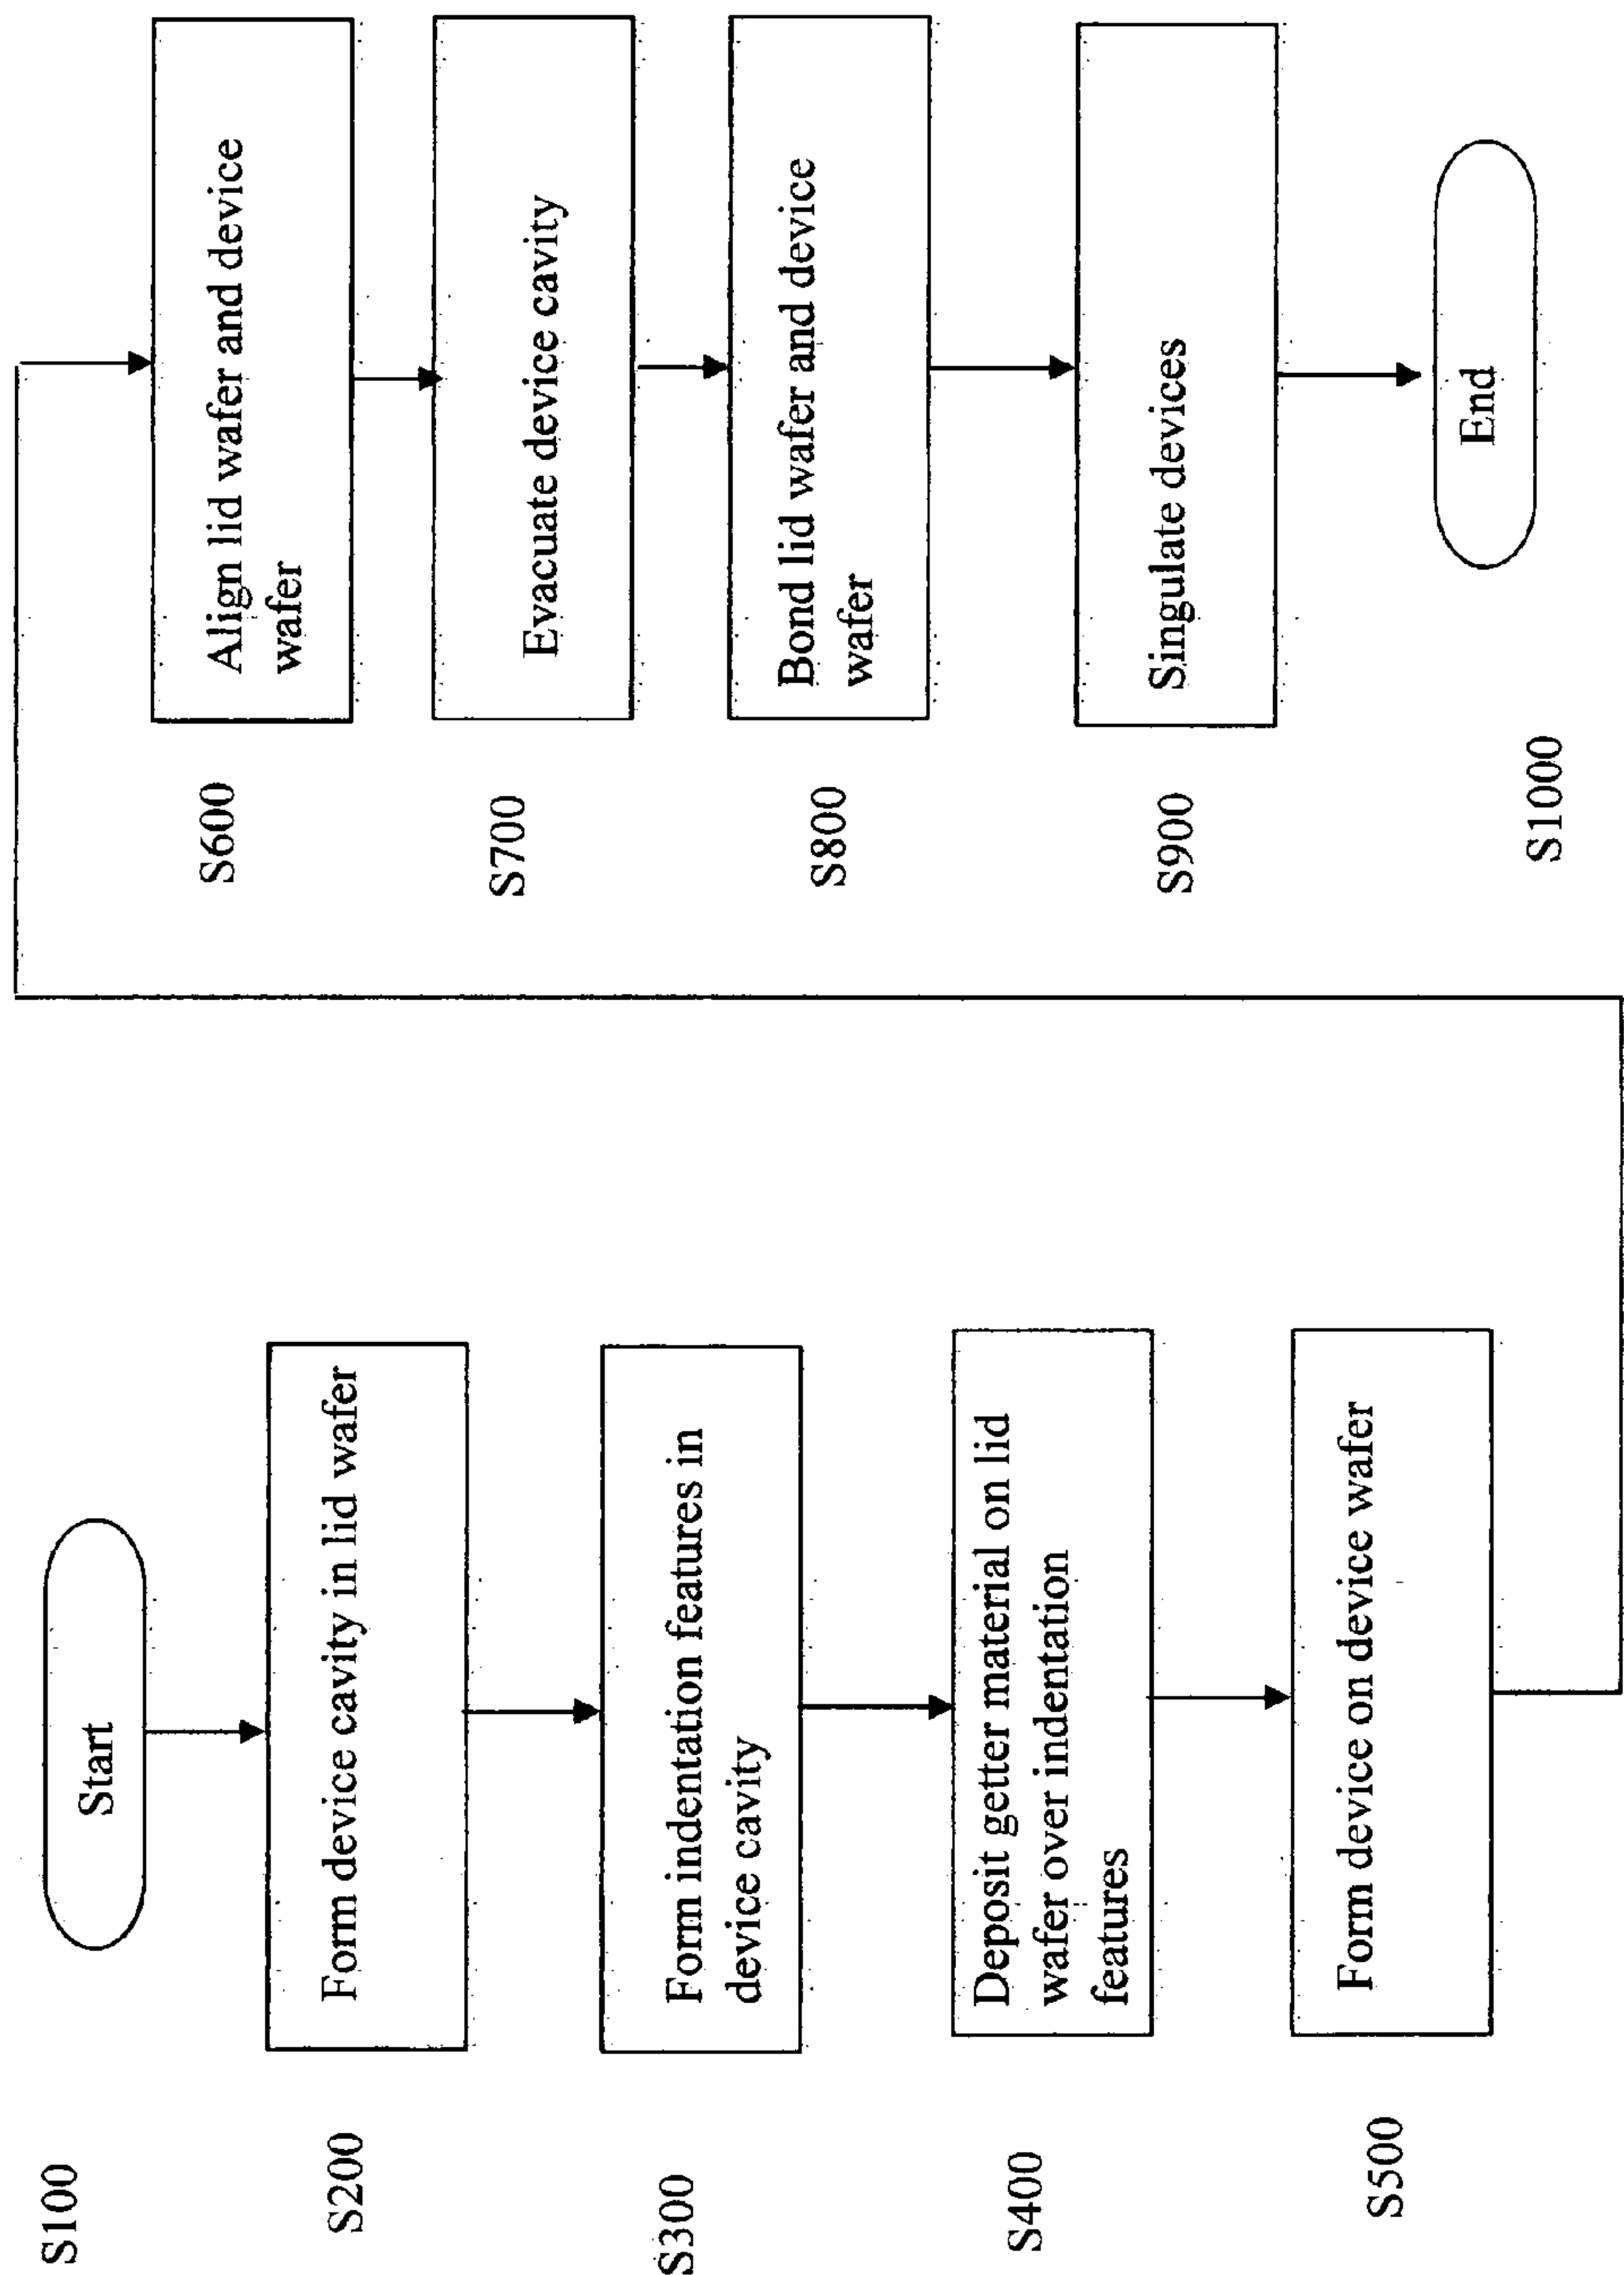 S100
Start
S200
Form device cavity in lid wafer
S300
Form indentation features in
device cavity
S400
Deposit getter material on lid
wafer over indentation
features
S500
Form device on device wafer
S600
Align lid wafer and device
wafer
S700
Evacuate device cavity
S800
Bond lid wafer and device
wafer
S900
Singulate devices
S1000
End